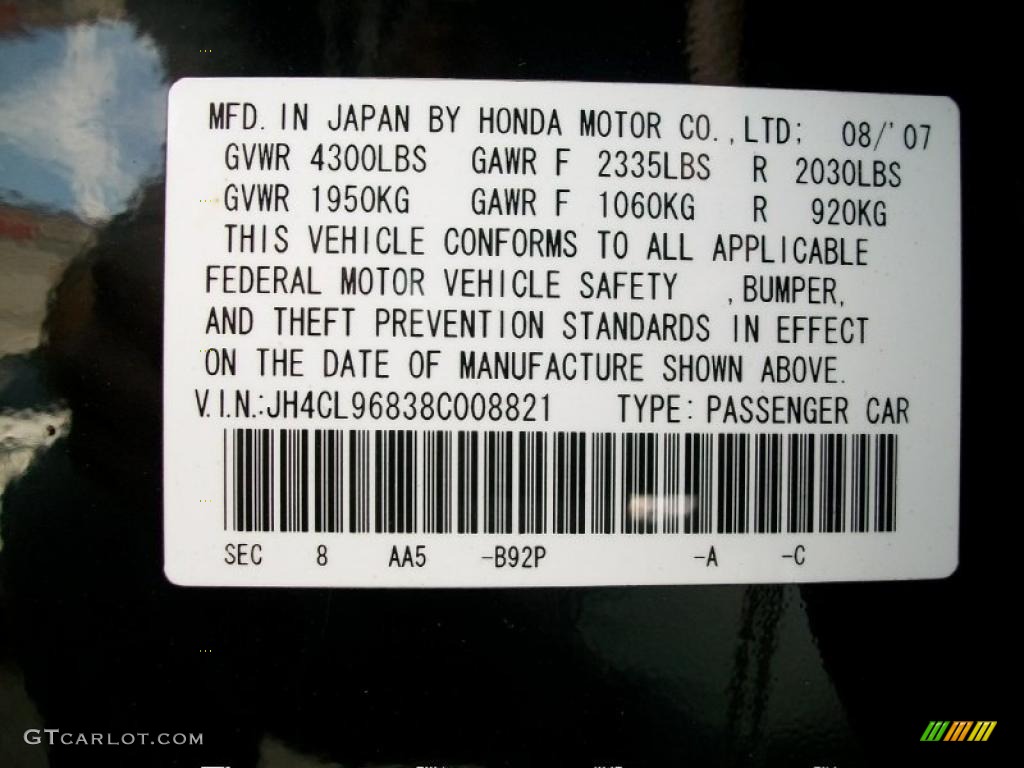 MFD. IN JAPAN BY HONDA MOTOR CO.,LTD; 08/'07
GVWR 4300LBS GAWR F 2335LBS R 2030LBS
GVWR 1950KG GAWR F 1060KG R 920KG
THIS VEHICLE CONFORMS TO ALL APPLICABLE
FEDERAL MOTOR VEHICLE SAFETY ,BUMPER,
AND THEFT PREVENTION STANDARDS IN EFFECT
ON THE DATE OF MANUFACTURE SHOWN ABOVE.
V.I.N.:JH4CL96838C008821 TYPE: PASSENGER CAR
SEC 8 AA5 -B92P -A -C
GTCARLOT.COM